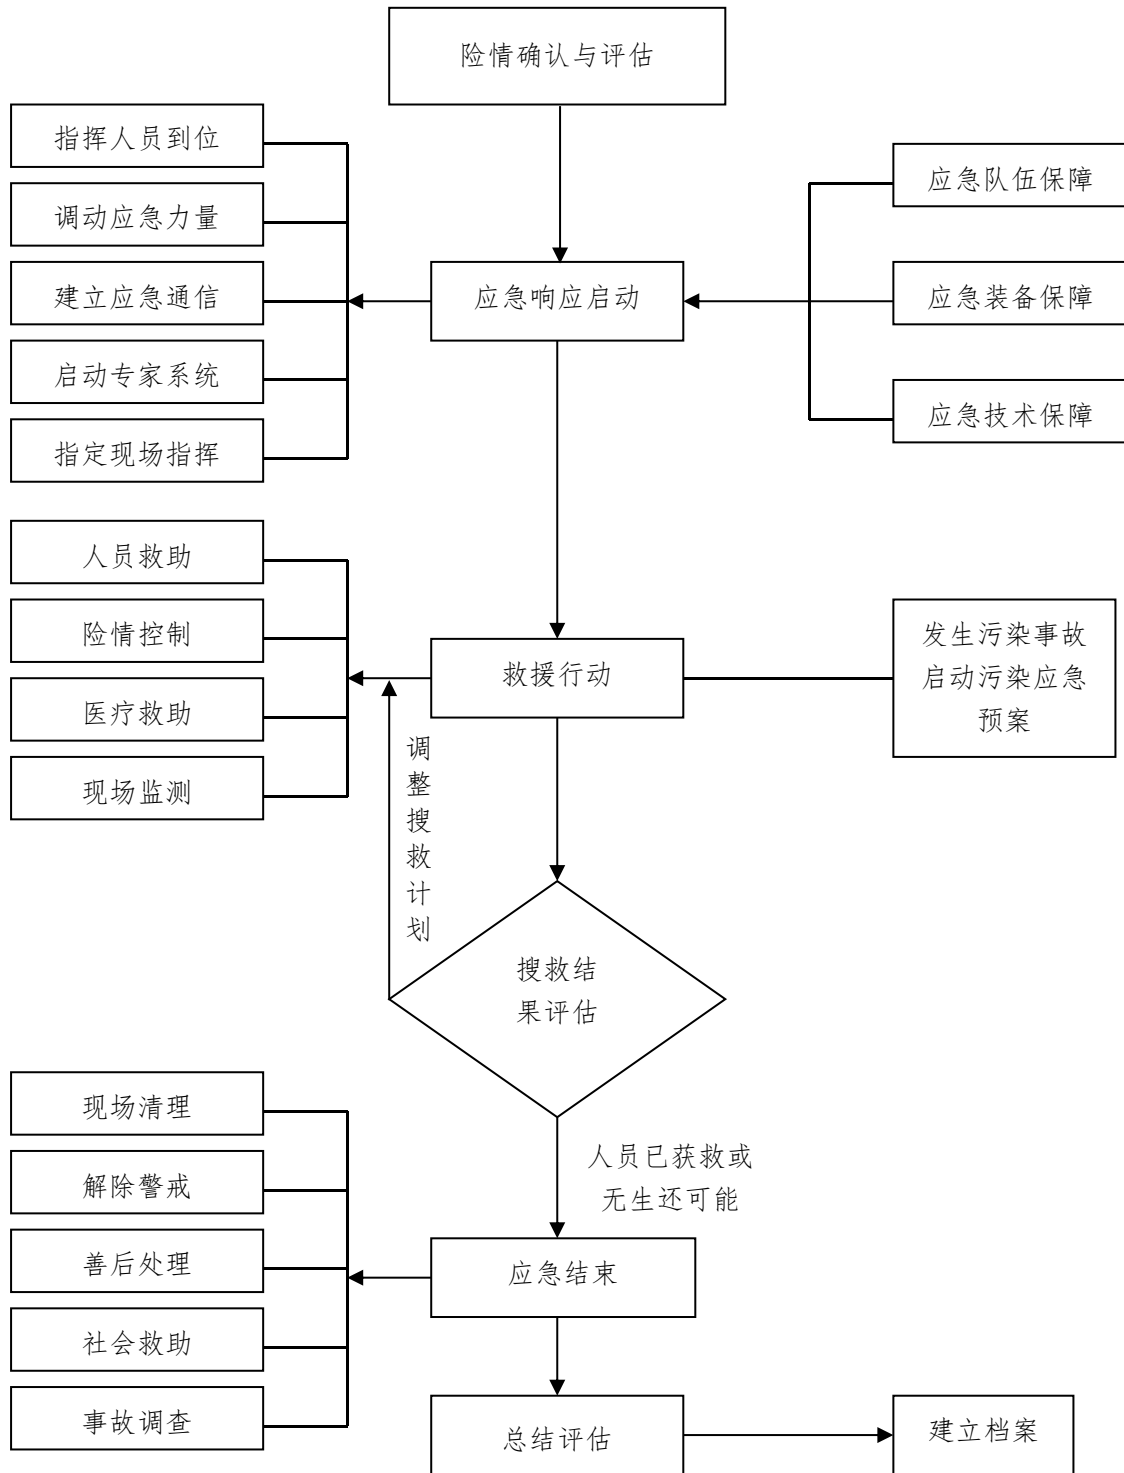 险情确认与评估
指挥人员到位
调动应急力量
建立应急通信
启动专家系统
指定现场指挥
应急响应启动
应急队伍保障
应急装备保障
应急技术保障
人员救助
险情控制
医疗救助
现场监测
救援行动
发生污染事故
启动污染应急
预案
调整搜救计划
搜救结
果评估
人员已获救或
无生还可能
现场清理
解除警戒
善后处理
社会救助
事故调查
应急结束
总结评估
建立档案